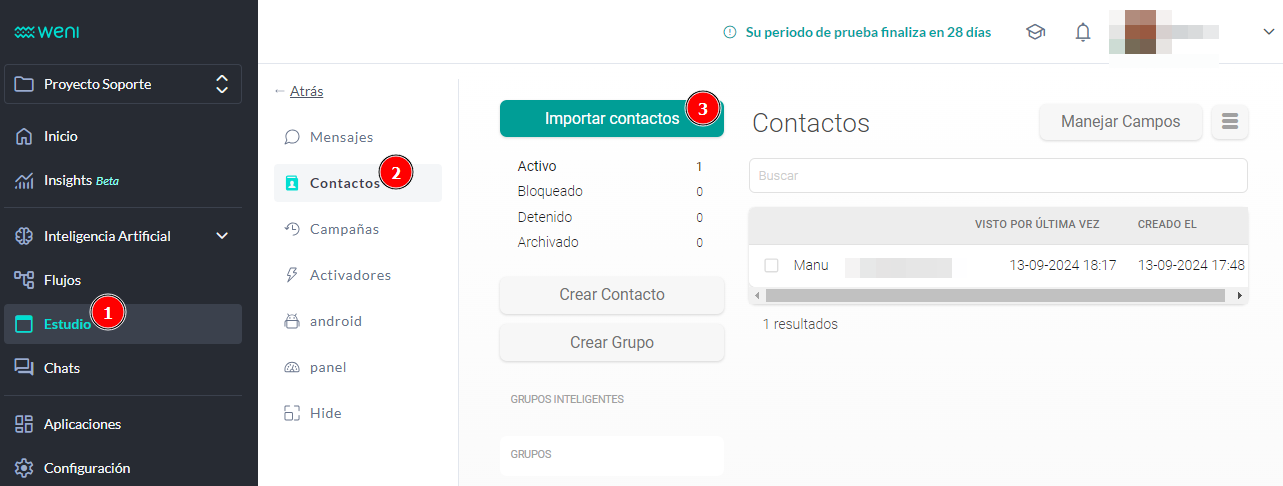 weni
Su periodo de prueba finaliza en 28 días
Proyecto Soporte
Inicio
Insights Beta
Inteligencia Artificial
Flujos
Estudio 1
Chats
Aplicaciones
Configuración
← Atrás
Mensajes
Contactos 2
Campañas
Activadores
android
panel
Hide
Importar contactos 3
Activo 1
Bloqueado 0
Detenido 0
Archivado 0
Crear Contacto
Crear Grupo
GRUPOS INTELIGENTES
GRUPOS
Contactos
Manejar Campos
Buscar
VISTO POR ÚLTIMA VEZ CREADO EL
Manu 13-09-2024 18:17 13-09-2024 17:48
1 resultados